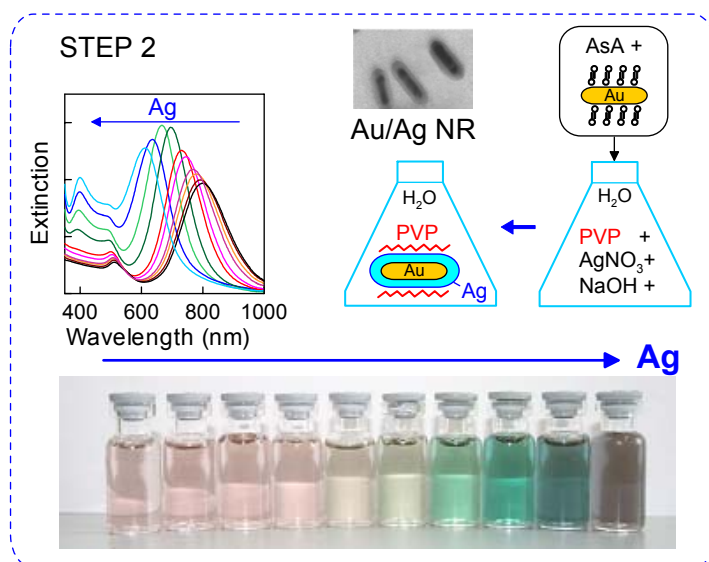 STEP 2
Ag
Extinction
400 600 800 1000
Wavelength (nm)
Au/Ag NR
H₂O
PVP
Au
Ag
AsA +
Au
H₂O
PVP +
AgNO₃+
NaOH +
Ag